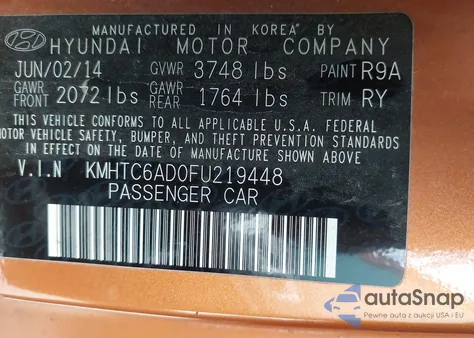 MANUFACTURED IN KOREA BY
HYUNDAI MOTOR COMPANY
JUN/02/14 GVWR 3748 lbs PAINT R9A
GAWR FRONT 2072 lbs GAWR REAR 1764 lbs TRIM RY
THIS VEHICLE CONFORMS TO ALL APPLICABLE U.S.A. FEDERAL
MOTOR VEHICLE SAFETY, BUMPER, AND THEFT PREVENTION STANDARDS
IN EFFECT ON THE DATE OF MANUFACTURE SHOWN ABOVE
V.I.N KMHTC6AD0FU219448
PASSENGER CAR
autoSnap
Pewne auta z aukcji USA i EU